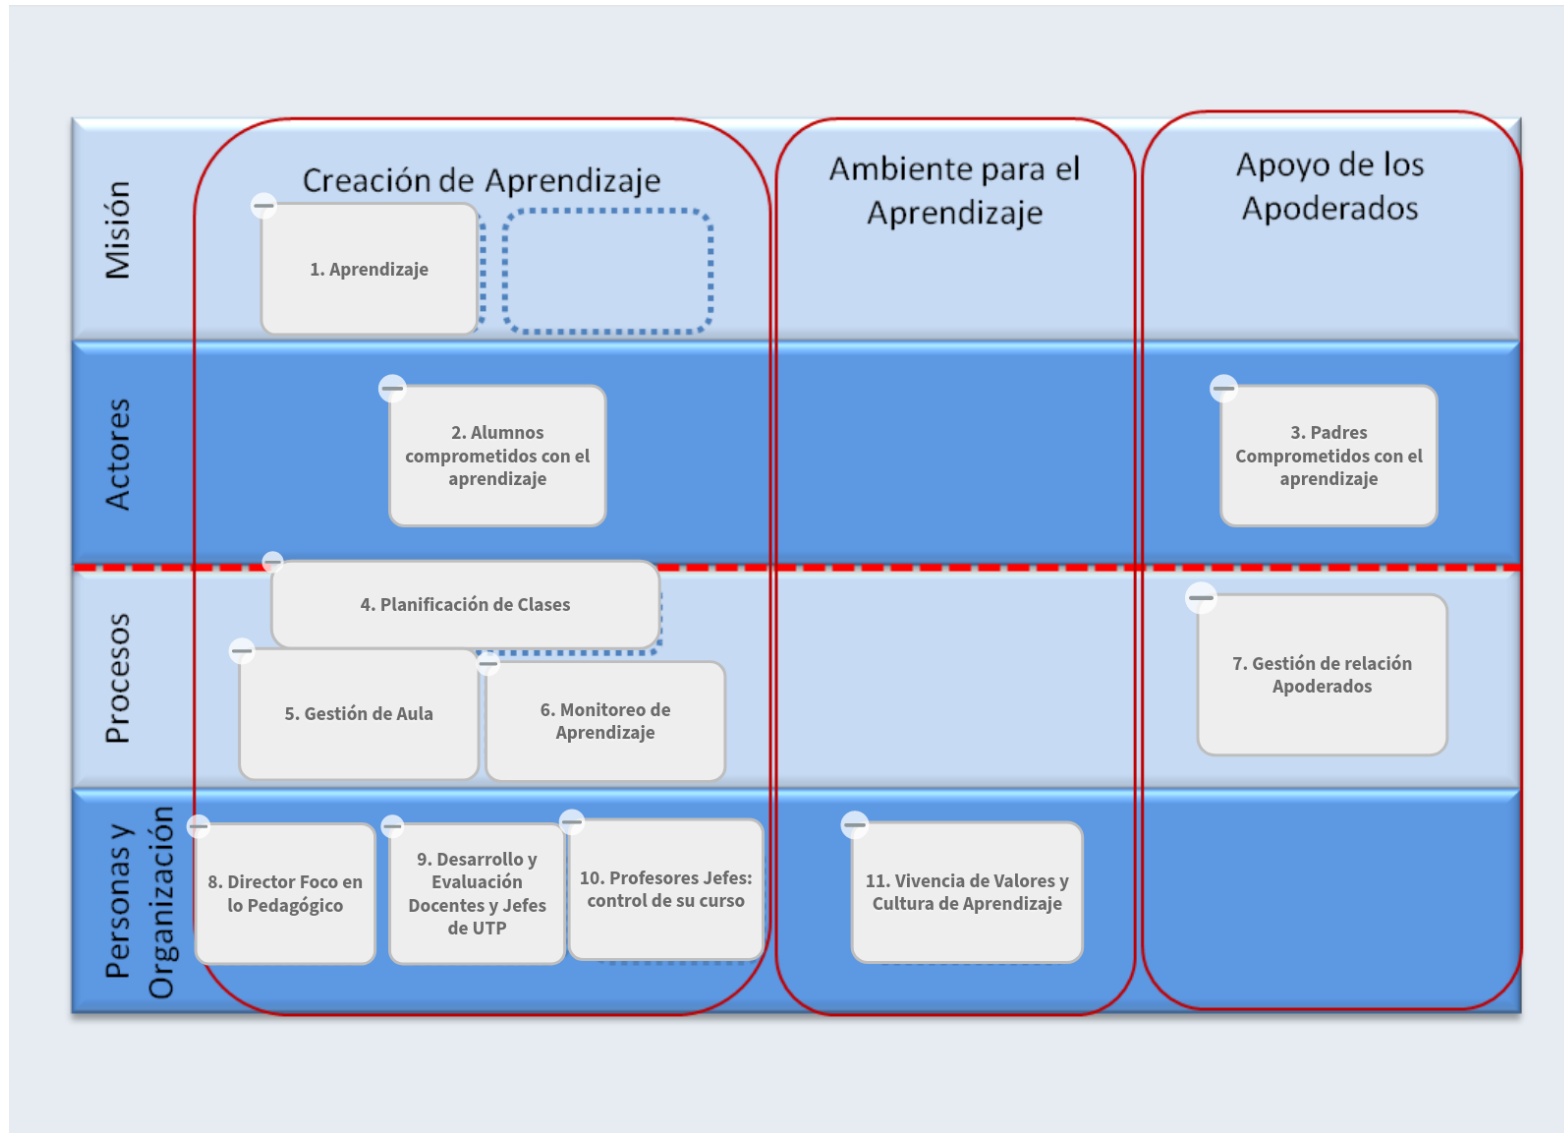 Misión
Creación de Aprendizaje
Ambiente para el
Aprendizaje
Apoyo de los
Apoderados
1. Aprendizaje
Actores
2. Alumnos
comprometidos con el
aprendizaje
3. Padres
Comprometidos con el
aprendizaje
Procesos
4. Planificación de Clases
5. Gestión de Aula
6. Monitoreo de
Aprendizaje
7. Gestión de relación
Apoderados
Personas y
Organización
8. Director Foco en
lo Pedagógico
9. Desarrollo y
Evaluación
Docentes y Jefes
de UTP
10. Profesores Jefes:
control de su curso
11. Vivencia de Valores y
Cultura de Aprendizaje